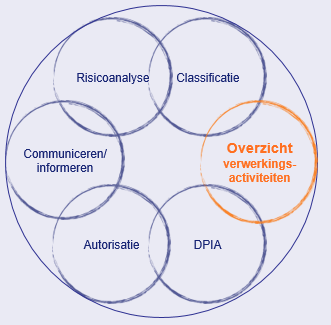 Risicoanalyse
Classificatie
Communiceren/
informeren
Overzicht
verwerkings-
activiteiten
Autorisatie
DPIA